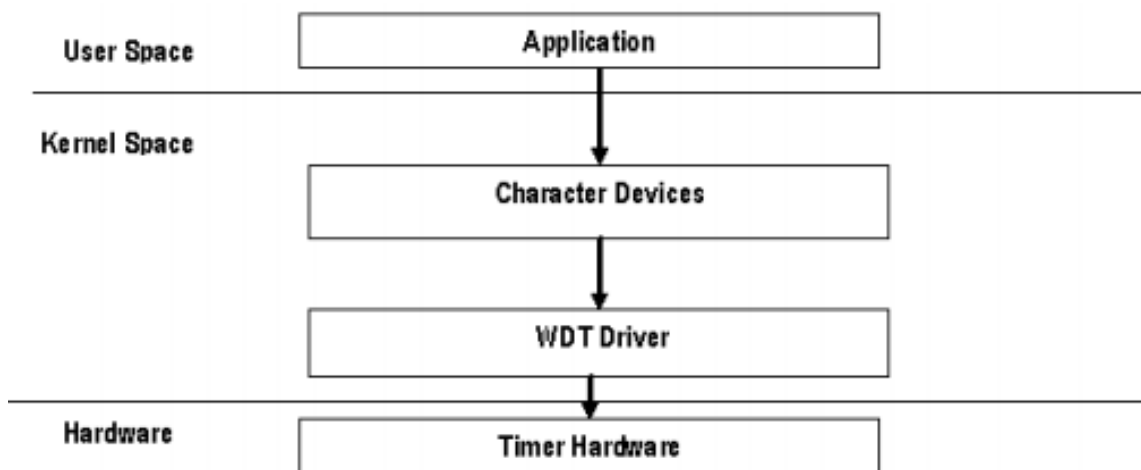 User Space
Application
Kernel Space
Character Devices
WDT Driver
Hardware
Timer Hardware